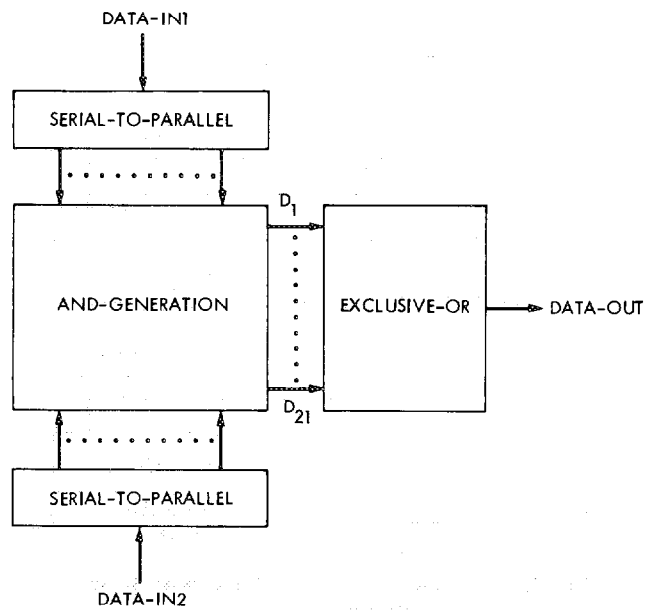 DATA-IN1
SERIAL-TO-PARALLEL
D1
AND-GENERATION
EXCLUSIVE-OR
DATA-OUT
D21
SERIAL-TO-PARALLEL
DATA-IN2